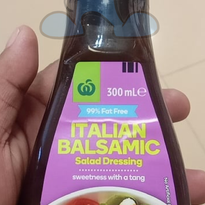 300 mL℮
99% Fat Free
ITALIAN
BALSAMIC
Salad Dressing
sweetness with a tang